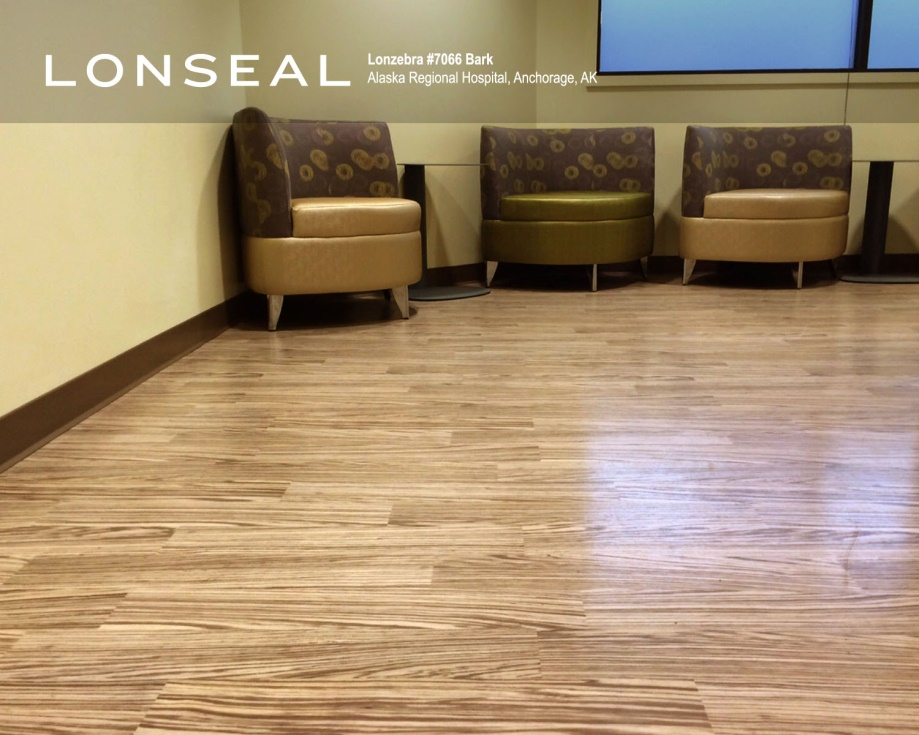 LONSEAL
Lonzebra #7066 Bark
Alaska Regional Hospital, Anchorage, AK